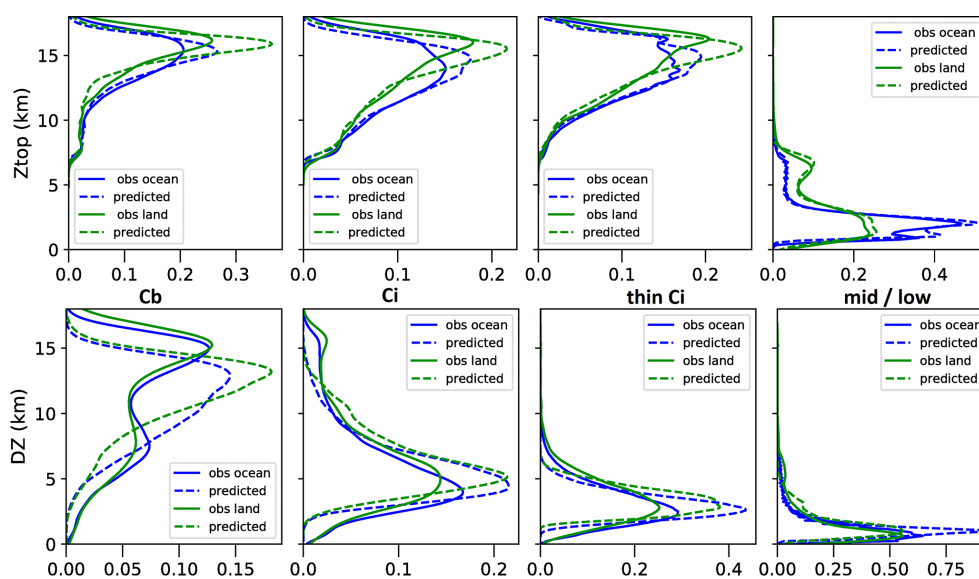 Ztop (km)
15
10
5
0
obs ocean
predicted
obs land
predicted
0.0 0.1 0.2 0.3
Cb
obs ocean
predicted
obs land
predicted
0.0 0.1 0.2
Ci
obs ocean
predicted
obs land
predicted
0.0 0.1 0.2
thin Ci
obs ocean
predicted
obs land
predicted
0.0 0.2 0.4
mid / low
DZ (km)
15
10
5
0
obs ocean
predicted
obs land
predicted
0.00 0.05 0.10 0.15
obs ocean
predicted
obs land
predicted
0.0 0.1 0.2
obs ocean
predicted
obs land
predicted
0.0 0.2 0.4
obs ocean
predicted
obs land
predicted
0.00 0.25 0.50 0.75